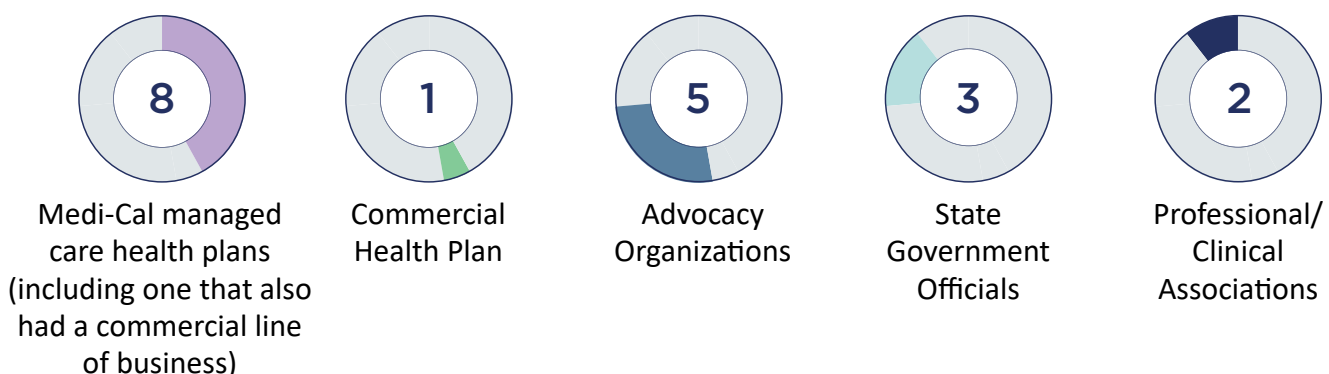 8
Medi-Cal managed
care health plans
(including one that also
had a commercial line
of business)
1
Commercial
Health Plan
5
Advocacy
Organizations
3
State
Government
Officials
2
Professional/
Clinical
Associations